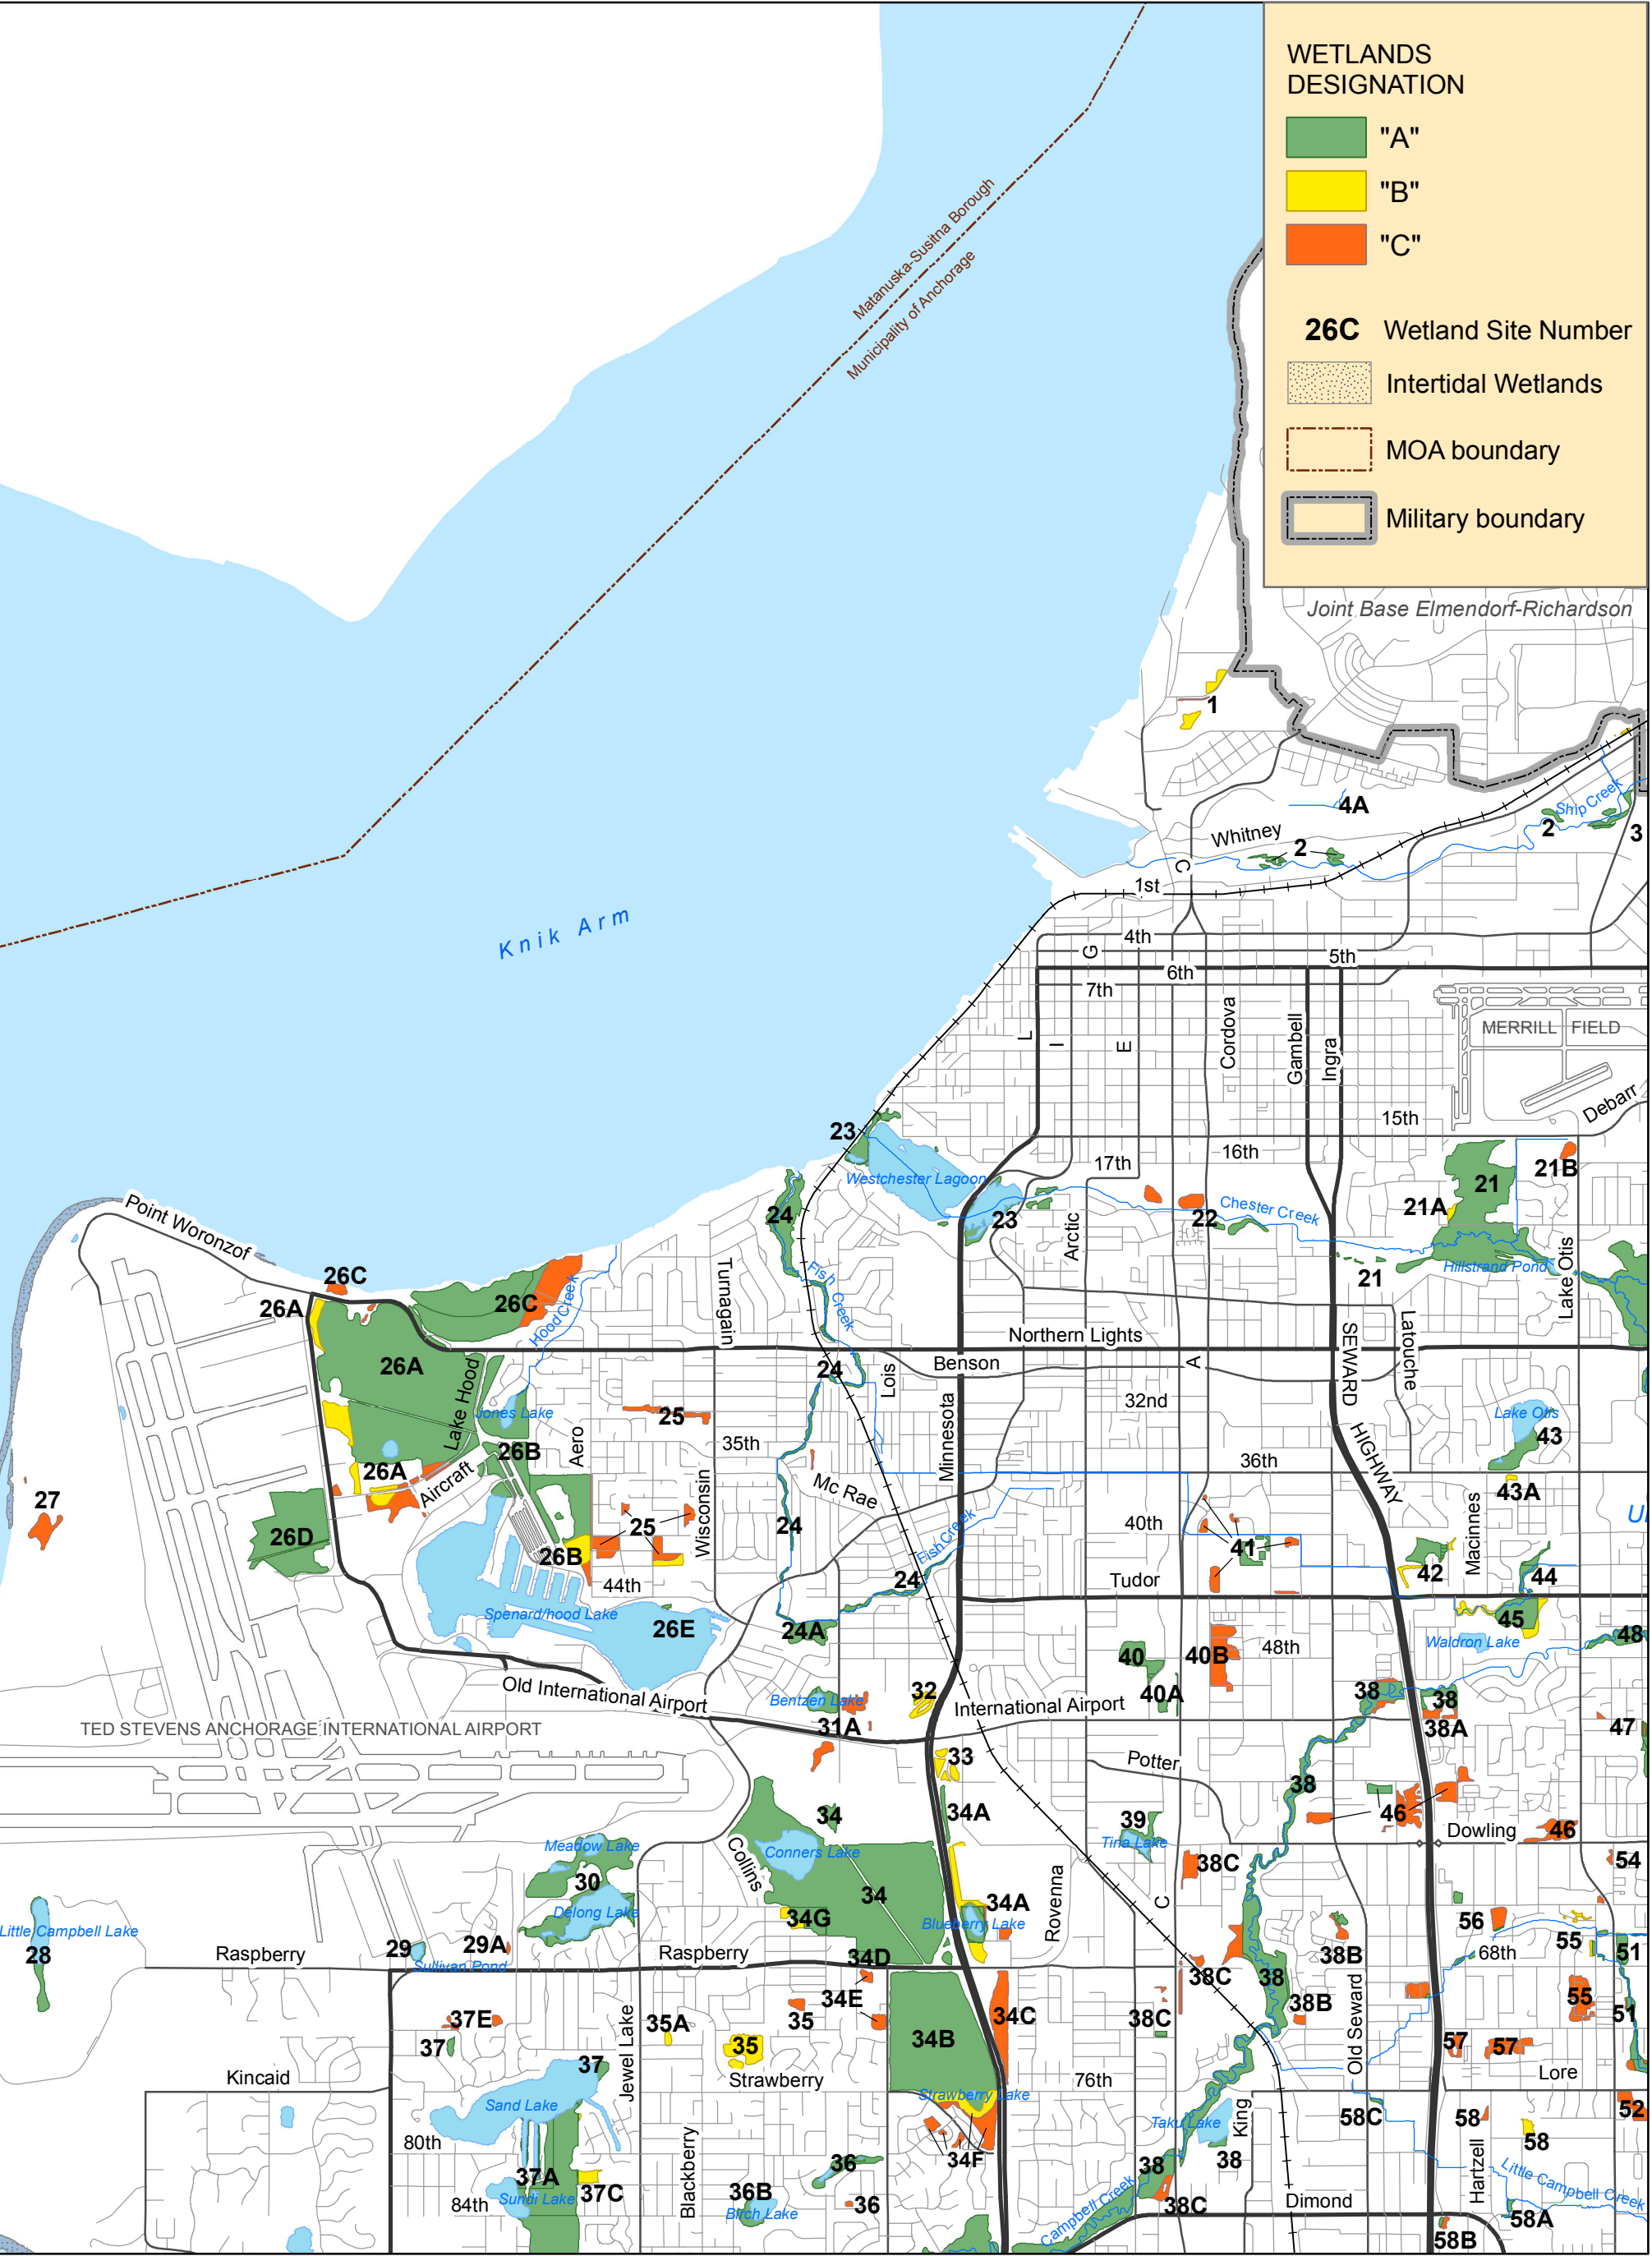 WETLANDS
DESIGNATION
"A"
"B"
"C"
26C Wetland Site Number
Intertidal Wetlands
MOA boundary
Military boundary
Matanuska-Susitna Borough
Municipality of Anchorage
Joint Base Elmendorf-Richardson
1
4A
Ship Creek
2
3
Whitney
2
C
1st
Knik Arm
4th
G
5th
6th
7th
MERRILL FIELD
L
I
E
Cordova
Gambell
Ingra
Debarr
15th
23
16th
17th
21B
Westchester Lagoon
21
21A
24
23
22
Chester Creek
Arctic
Point Woronzof
Hillstrand Pond
Lake Otis
21
26C
Fish Creek
26A
26C
Hood Creek
Turnagain
Northern Lights
SEWARD
HIGHWAY
Latouche
26A
24
Lois
Benson
A
32nd
Lake Hood
Jones Lake
25
Minnesota
Lake Otis
43
26B
Aero
35th
36th
26A
Aircraft
Mc Rae
43A
27
Wisconsin
26D
25
24
Fish Creek
40th
41
Macinnes
26B
44th
24
Tudor
42
44
Spenard/hood Lake
26E
24A
45
48
Waldron Lake
40
40B
48th
Old International Airport
Bentzen Lake
32
40A
38
38
International Airport
31A
38A
47
TED STEVENS ANCHORAGE INTERNATIONAL AIRPORT
33
Potter
38
34
34A
39
46
Dowling
46
Tina Lake
Meadow Lake
Collins
Conners Lake
38C
54
30
34
Rovenna
C
Delong Lake
34G
34A
Blueberry Lake
56
Little Campbell Lake
28
Raspberry
29
29A
Sullivan Pond
Raspberry
34D
38B
55
51
68th
38C
38
34E
38B
55
37E
35A
35
34C
38C
Old Seward
51
37
35
34B
57
57
37
Jewel Lake
Kincaid
Strawberry
76th
Lore
Strawberry Lake
Sand Lake
Taku Lake
King
58C
58
52
80th
34F
38
58
37A
36
38
Hartzell
Little Campbell Creek
84th
Sundi Lake
37C
Blackberry
36B
Birch Lake
36
Campbell Creek
38C
Dimond
58A
58B